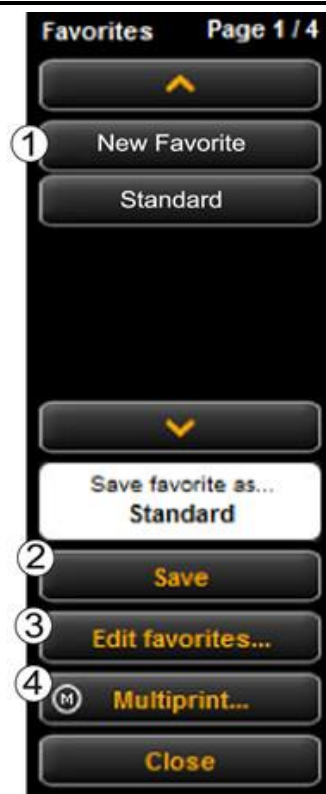 Favorites Page 1 / 4
1 New Favorite
Standard
Save favorite as...
Standard
2 Save
3 Edit favorites...
4 M Multiprint...
Close